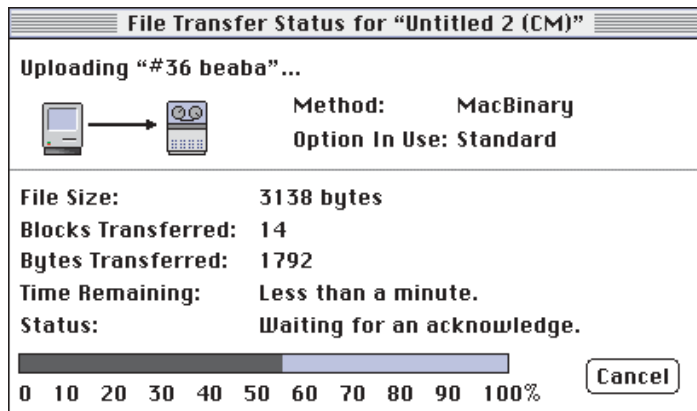 File Transfer Status for “Untitled 2 (CM)”
Uploading “#36 beaba”...
Method: MacBinary
Option In Use: Standard
File Size: 3138 bytes
Blocks Transferred: 14
Bytes Transferred: 1792
Time Remaining: Less than a minute.
Status: Waiting for an acknowledge.
Cancel
0 10 20 30 40 50 60 70 80 90 100%